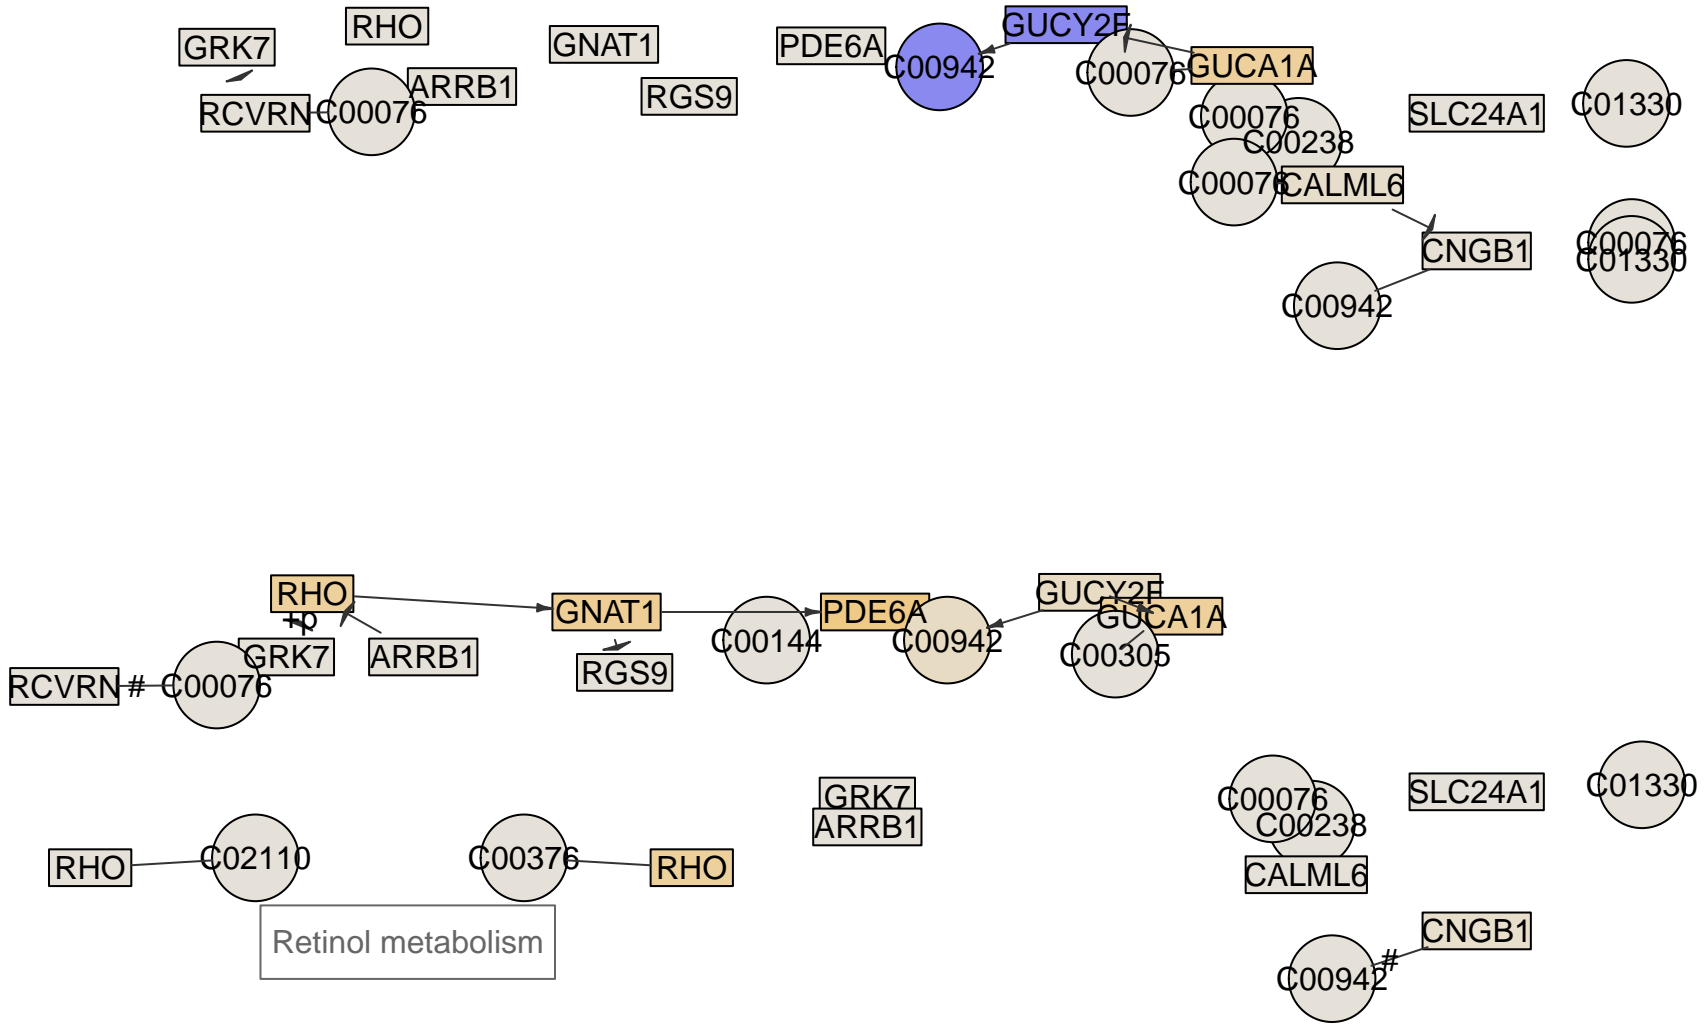 RHO
GRK7
GNAT1
PDE6A
GUCY2F
C00942
C00076
GUCA1A
ARRB1
RGS9
RCVRN
C00076
C00076
C00238
SLC24A1
C01330
C00076
CALML6
CNGB1
C00076
C01330
C00942
RHO
+p
GNAT1
PDE6A
GUCY2F
GUCA1A
C00144
C00942
C00305
GRK7
ARRB1
RGS9
RCVRN
#
C00076
GRK7
ARRB1
C00076
C00238
SLC24A1
C01330
RHO
C02110
C00376
RHO
CALML6
Retinol metabolism
CNGB1
#
C00942